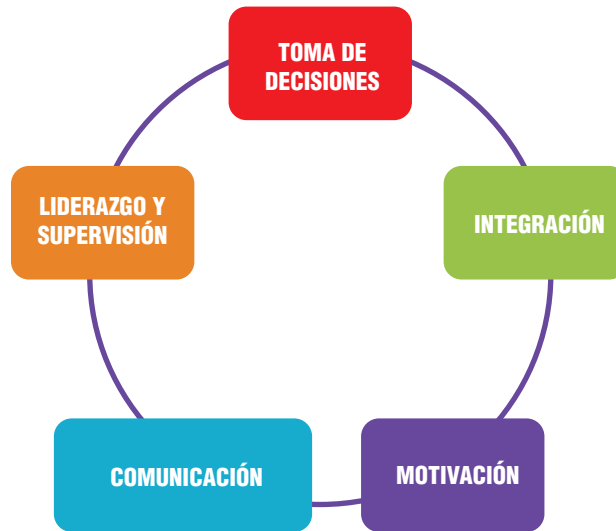 TOMA DE
DECISIONES
LIDERAZGO Y
SUPERVISIÓN
INTEGRACIÓN
COMUNICACIÓN
MOTIVACIÓN